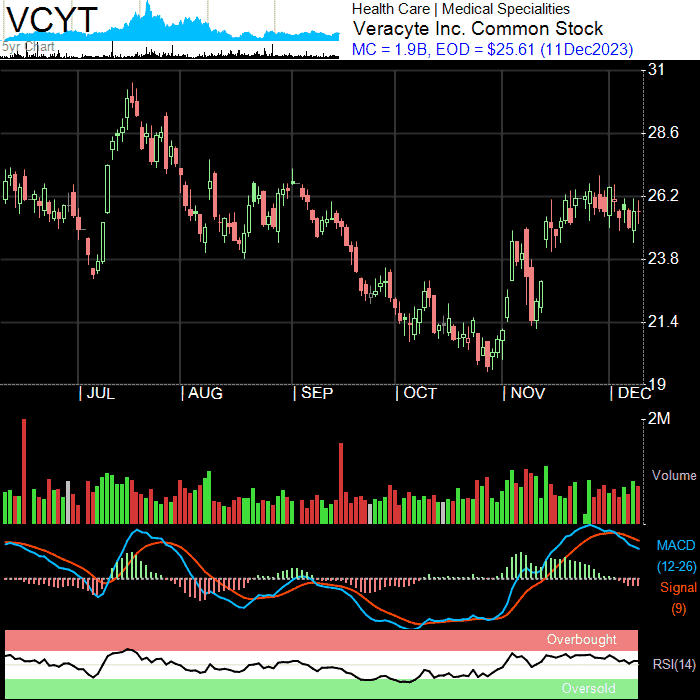 VCYT
5yr Chart
Health Care | Medical Specialities
Veracyte Inc. Common Stock
MC = 1.9B, EOD = $25.61 (11Dec2023)
31
28.6
26.2
23.8
21.4
19
| JUL | AUG | SEP | OCT | NOV | DEC
2M
Volume
MACD
(12-26)
Signal
(9)
Overbought
RSI(14)
Oversold